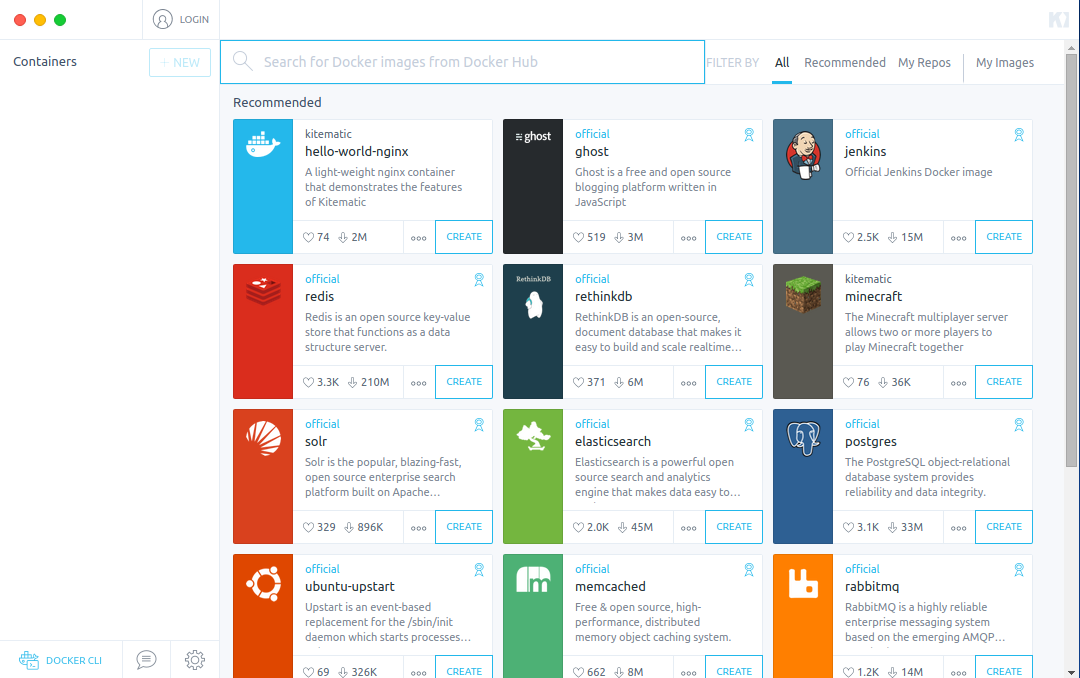 LOGIN
Containers
+ NEW
Search for Docker images from Docker Hub
FILTER BY
All
Recommended
My Repos
My Images
Recommended
kitematic
hello-world-nginx
A light-weight nginx container
that demonstrates the features
of Kitematic
74
2M
CREATE
ghost
official
ghost
Ghost is a free and open source
blogging platform written in
JavaScript
519
3M
CREATE
official
jenkins
Official Jenkins Docker image
2.5K
15M
CREATE
official
redis
Redis is an open source key-value
store that functions as a data
structure server.
3.3K
210M
CREATE
RethinkDB
official
rethinkdb
RethinkDB is an open-source,
document database that makes it
easy to build and scale realtime…
371
6M
CREATE
kitematic
minecraft
The Minecraft multiplayer server
allows two or more players to
play Minecraft together
76
36K
CREATE
official
solr
Solr is the popular, blazing-fast,
open source enterprise search
platform built on Apache…
329
896K
CREATE
official
elasticsearch
Elasticsearch is a powerful open
source search and analytics
engine that makes data easy to…
2.0K
45M
CREATE
official
postgres
The PostgreSQL object-relational
database system provides
reliability and data integrity.
3.1K
33M
CREATE
official
ubuntu-upstart
Upstart is an event-based
replacement for the /sbin/init
daemon which starts processes…
69
326K
CREATE
m
official
memcached
Free & open source, high-
performance, distributed
memory object caching system.
662
8M
CREATE
official
rabbitmq
RabbitMQ is a highly reliable
enterprise messaging system
based on the emerging AMQP…
1.2K
14M
CREATE
DOCKER CLI